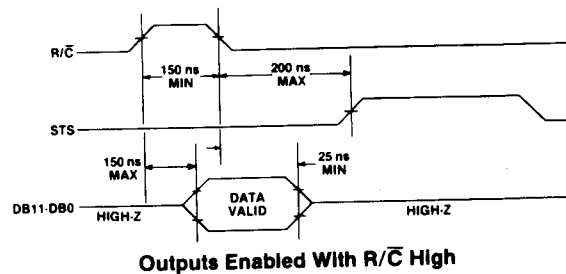 R/C̅
150 ns
MIN
200 ns
MAX
STS
150 ns
MAX
25 ns
MIN
DB11-DB0
HIGH-Z
DATA
VALID
HIGH-Z
Outputs Enabled With R/C̅ High